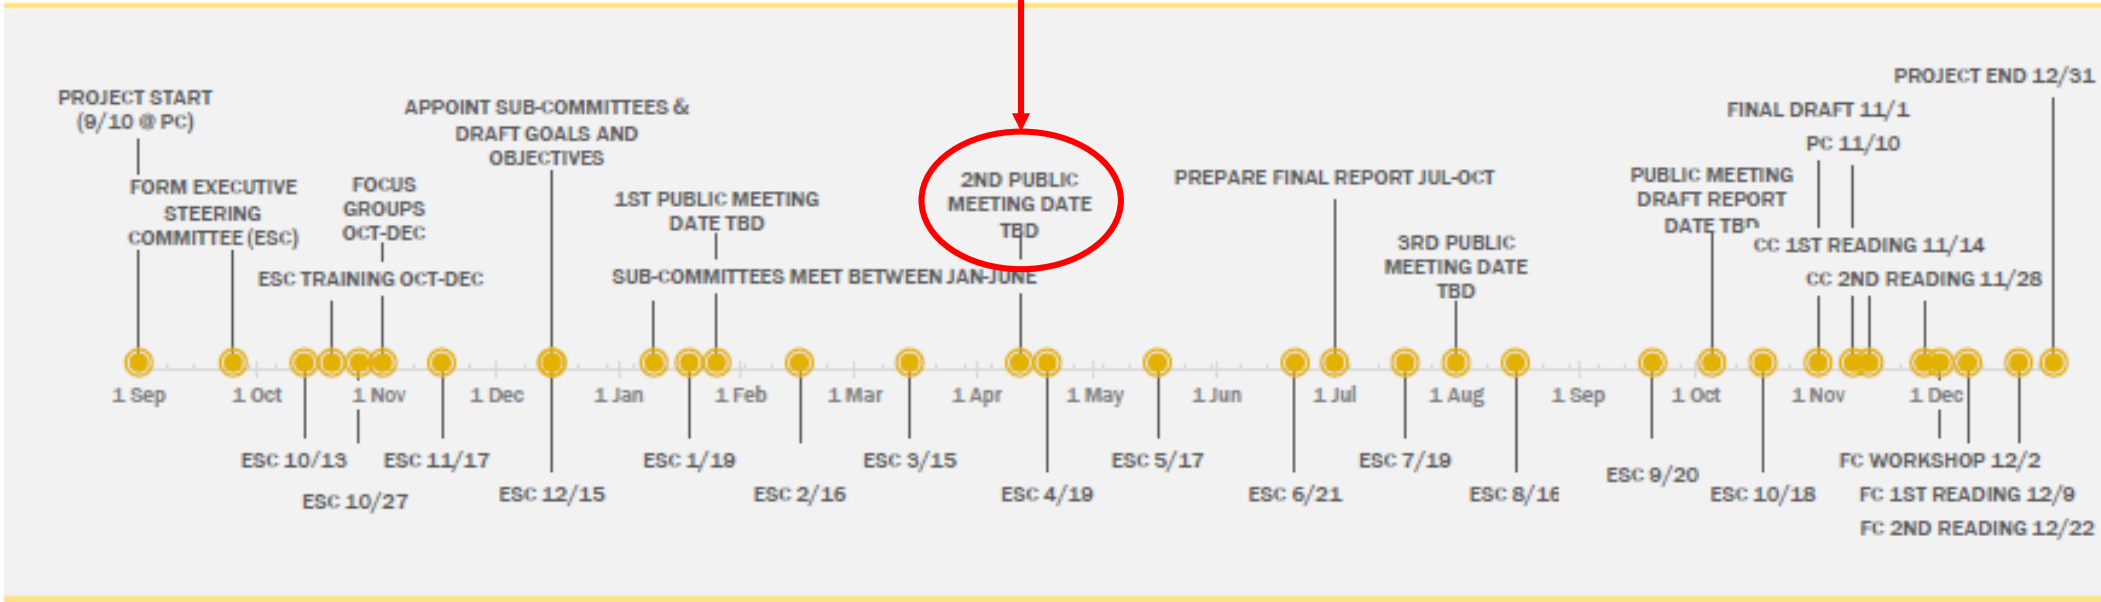 PROJECT START
(9/10 @ PC)
FORM EXECUTIVE
STEERING
COMMITTEE (ESC)
FOCUS
GROUPS
OCT-DEC
ESC TRAINING OCT-DEC
APPOINT SUB-COMMITTEES &
DRAFT GOALS AND
OBJECTIVES
1ST PUBLIC MEETING
DATE TBD
SUB-COMMITTEES MEET BETWEEN JAN-JUNE
2ND PUBLIC
MEETING DATE
TBD
PREPARE FINAL REPORT JUL-OCT
3RD PUBLIC
MEETING DATE
TBD
PUBLIC MEETING
DRAFT REPORT
DATE TBD
PROJECT END 12/31
FINAL DRAFT 11/1
PC 11/10
CC 1ST READING 11/14
CC 2ND READING 11/28
1 Sep
1 Oct
1 Nov
1 Dec
1 Jan
1 Feb
1 Mar
1 Apr
1 May
1 Jun
1 Jul
1 Aug
1 Sep
1 Oct
1 Nov
1 Dec
ESC 10/13
ESC 10/27
ESC 11/17
ESC 12/15
ESC 1/19
ESC 2/16
ESC 3/15
ESC 4/19
ESC 5/17
ESC 6/21
ESC 7/19
ESC 8/16
ESC 9/20
ESC 10/18
FC WORKSHOP 12/2
FC 1ST READING 12/9
FC 2ND READING 12/22